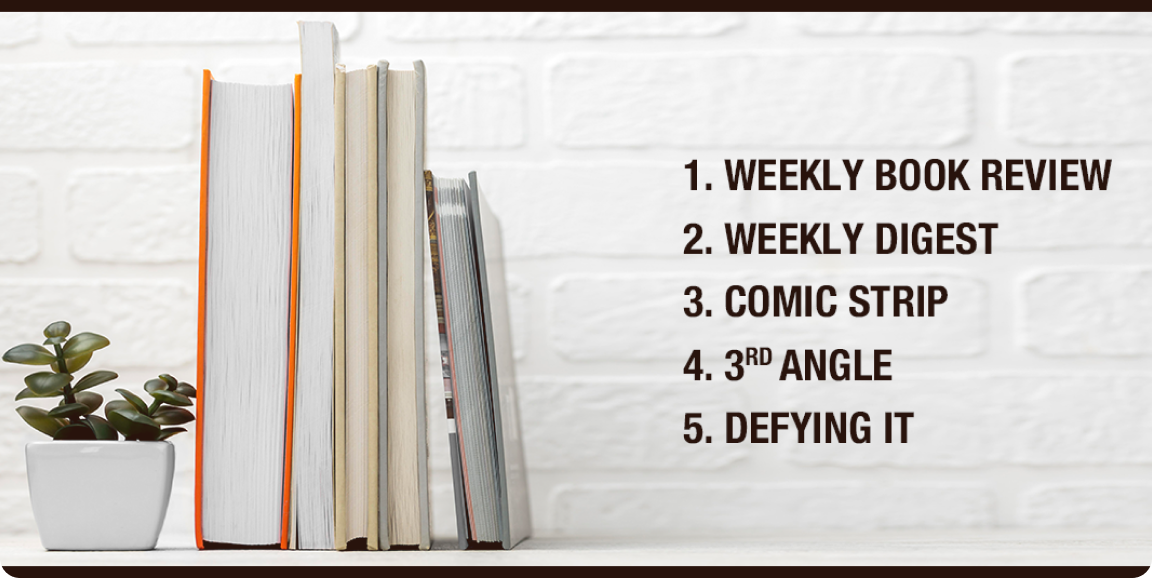 1. WEEKLY BOOK REVIEW
2. WEEKLY DIGEST
3. COMIC STRIP
4. 3RD ANGLE
5. DEFYING IT